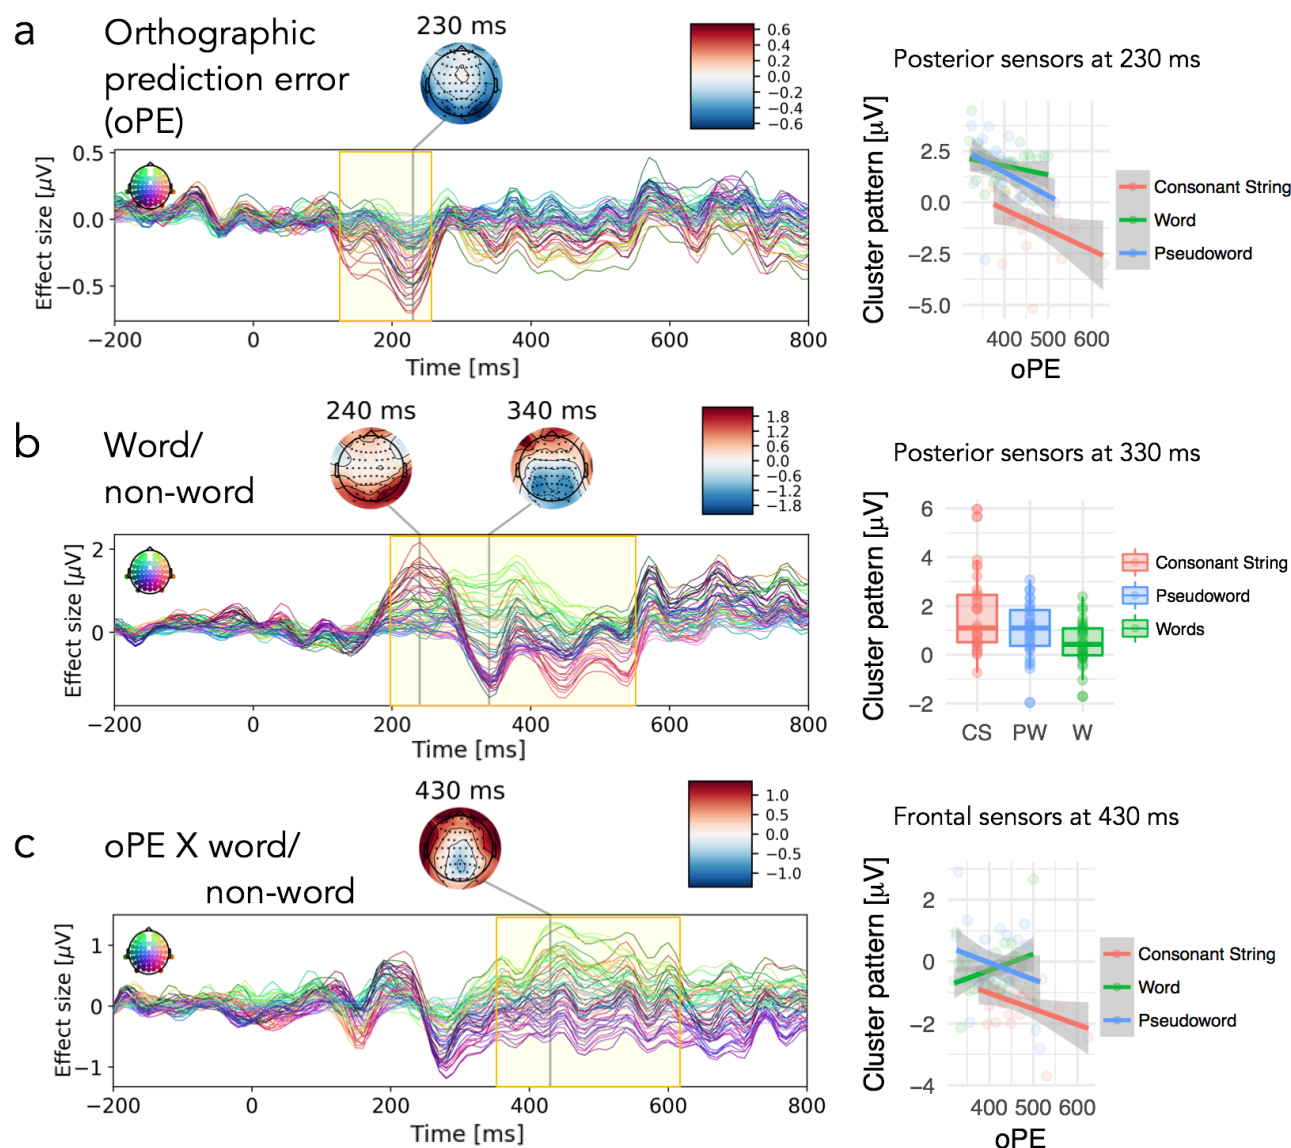 a
Orthographic
prediction error
(oPE)
230 ms
0.6
0.4
0.2
0.0
−0.2
−0.4
−0.6
Effect size [µV]
0.5
0.0
−0.5
−200
0
200
400
600
800
Time [ms]
Posterior sensors at 230 ms
Cluster pattern [µV]
2.5
0.0
−2.5
−5.0
400 500 600
oPE
Consonant String
Word
Pseudoword
b
Word/
non-word
240 ms
340 ms
1.8
1.2
0.6
0.0
−0.6
−1.2
−1.8
Effect size [µV]
2
0
−200
0
200
400
600
800
Time [ms]
Posterior sensors at 330 ms
Cluster pattern [µV]
6
4
2
0
−2
CS PW W
Consonant String
Pseudoword
Words
c
oPE X word/
non-word
430 ms
1.0
0.5
0.0
−0.5
−1.0
Effect size [µV]
1
0
−1
−200
0
200
400
600
800
Time [ms]
Frontal sensors at 430 ms
Cluster pattern [µV]
2
0
−2
−4
400 500 600
oPE
Consonant String
Word
Pseudoword